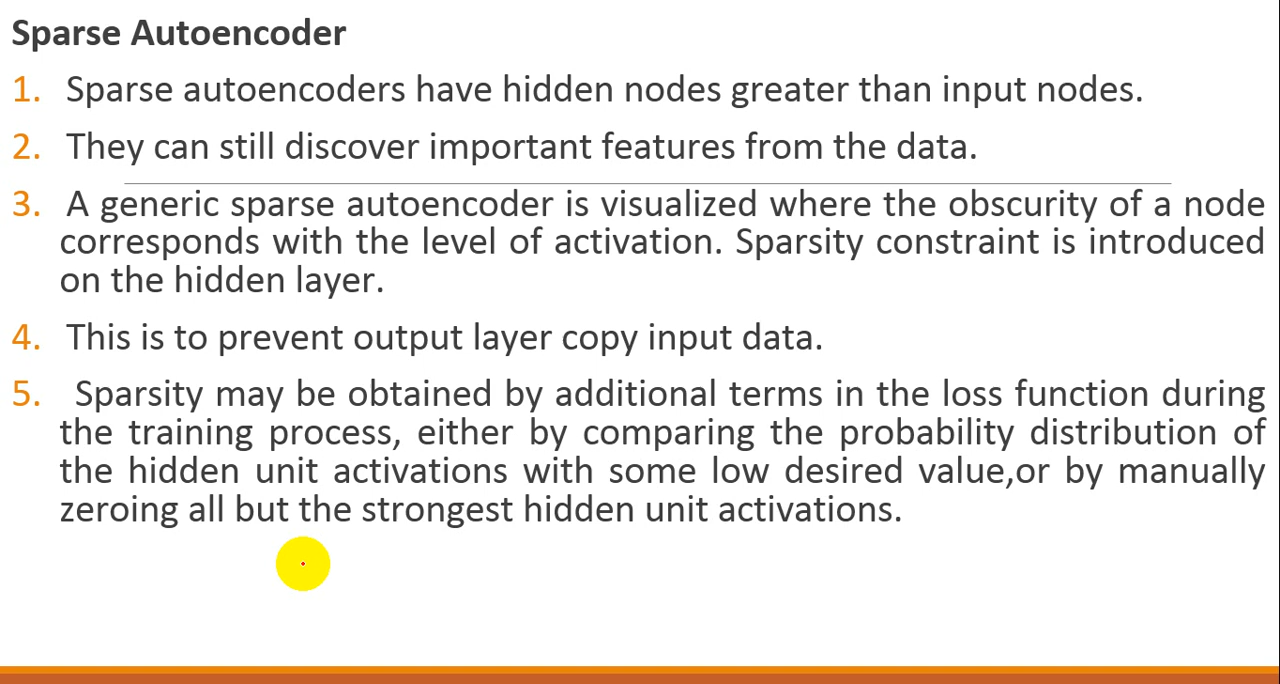 Sparse Autoencoder
1. Sparse autoencoders have hidden nodes greater than input nodes.
2. They can still discover important features from the data.
3. A generic sparse autoencoder is visualized where the obscurity of a node
corresponds with the level of activation. Sparsity constraint is introduced
on the hidden layer.
4. This is to prevent output layer copy input data.
5. Sparsity may be obtained by additional terms in the loss function during
the training process, either by comparing the probability distribution of
the hidden unit activations with some low desired value,or by manually
zeroing all but the strongest hidden unit activations.